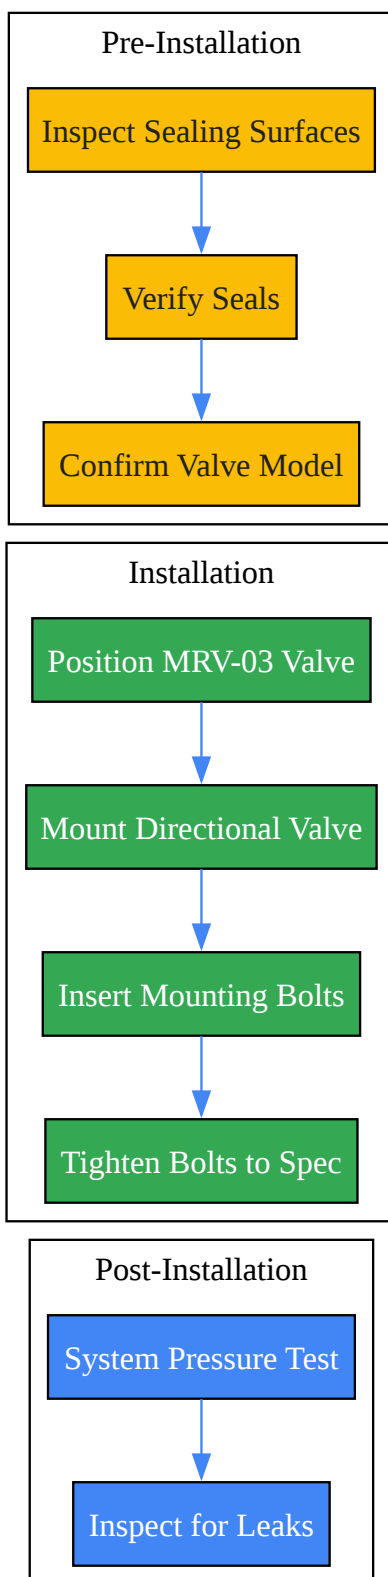 Pre-Installation
Inspect Sealing Surfaces
Verify Seals
Confirm Valve Model
Installation
Position MRV-03 Valve
Mount Directional Valve
Insert Mounting Bolts
Tighten Bolts to Spec
Post-Installation
System Pressure Test
Inspect for Leaks